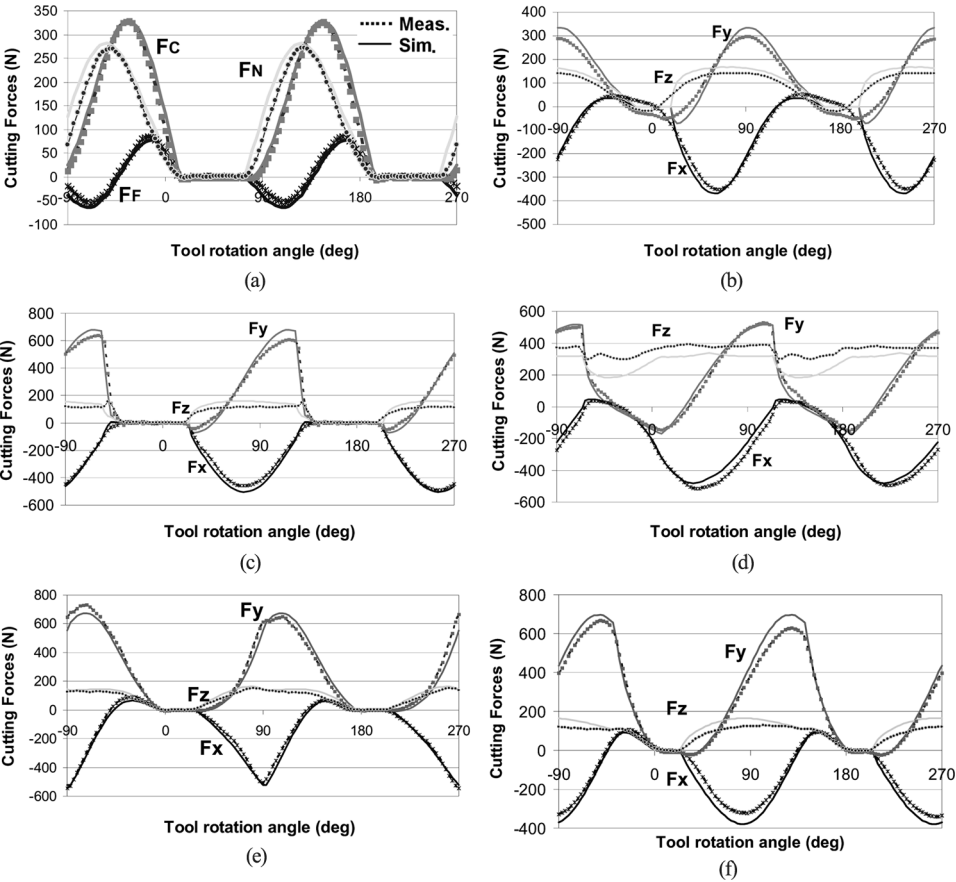 350
300
250
200
150
100
50
0
-50
-100
-90
0
90
180
270
Cutting Forces (N)
FC
FN
FF
Meas.
Sim.
Tool rotation angle (deg)
(a)
400
300
200
100
0
-100
-200
-300
-400
-500
-90
0
90
180
270
Cutting Forces (N)
Fy
Fz
Fx
Tool rotation angle (deg)
(b)
800
600
400
200
0
-200
-400
-600
-90
0
90
180
270
Cutting Forces (N)
Fy
Fz
Fx
Tool rotation angle (deg)
(c)
600
400
200
0
-200
-400
-600
-90
0
90
180
270
Cutting Forces (N)
Fz
Fy
Fx
Tool rotation angle (deg)
(d)
800
600
400
200
0
-200
-400
-600
-90
0
90
180
270
Cutting Forces (N)
Fy
Fz
Fx
Tool rotation angle (deg)
(e)
800
600
400
200
0
-200
-400
-90
0
90
180
270
Cutting Forces (N)
Fy
Fz
Fx
Tool rotation angle (deg)
(f)